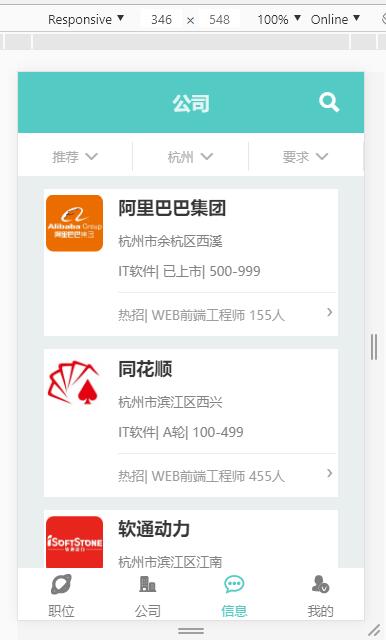 Responsive ▼ 346 × 548 100% ▼ Online ▼
公司
推荐 杭州 要求
Alibaba Group
阿里巴巴集团
阿里巴巴集团
杭州市余杭区西溪
IT软件| 已上市| 500-999
热招| WEB前端工程师 155人
同花顺
杭州市滨江区西兴
IT软件| A轮| 100-499
热招| WEB前端工程师 455人
iSOFTSTONE
软通动力
软通动力
杭州市滨江区江南
职位 公司 信息 我的